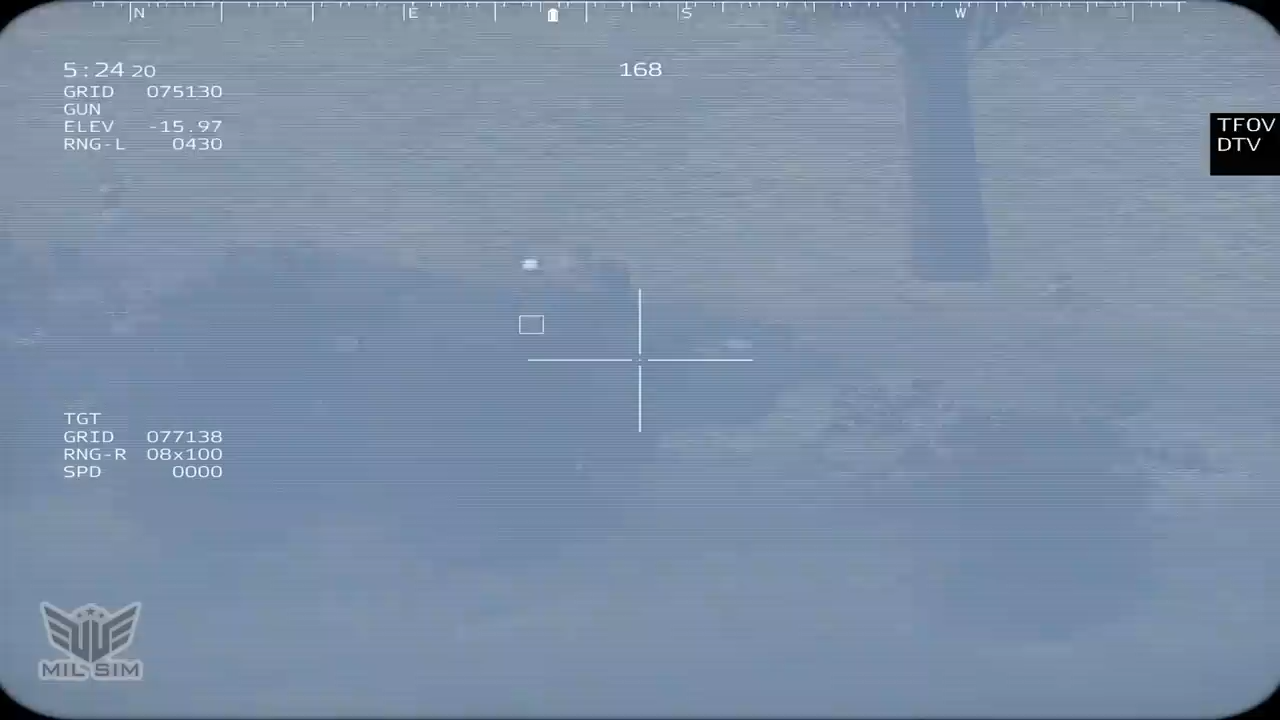 N E S W
5:24 20
168
GRID 075130
GUN
ELEV -15.97
RNG-L 0430
TFOV
DTV
TGT
GRID 077138
RNG-R 08x100
SPD 0000
MIL SIM